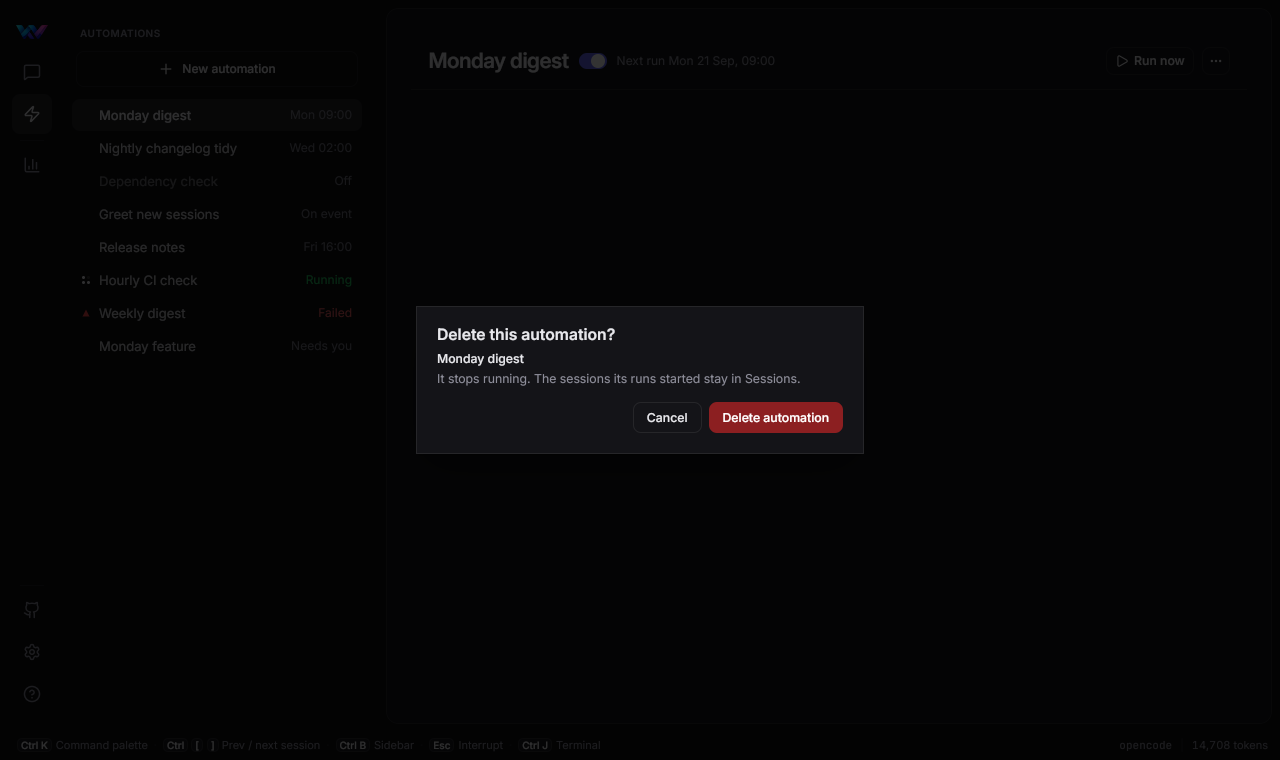 AUTOMATIONS
New automation
Monday digest Mon 09:00
Nightly changelog tidy Wed 02:00
Dependency check Off
Greet new sessions On event
Release notes Fri 16:00
Hourly CI check Running
Weekly digest Failed
Monday feature Needs you
Monday digest Next run Mon 21 Sep, 09:00 Run now
Delete this automation?
Monday digest
It stops running. The sessions its runs started stay in Sessions.
Cancel Delete automation
Ctrl K Command palette Ctrl [ ] Prev / next session Ctrl B Sidebar Esc Interrupt Ctrl J Terminal opencode 14,708 tokens